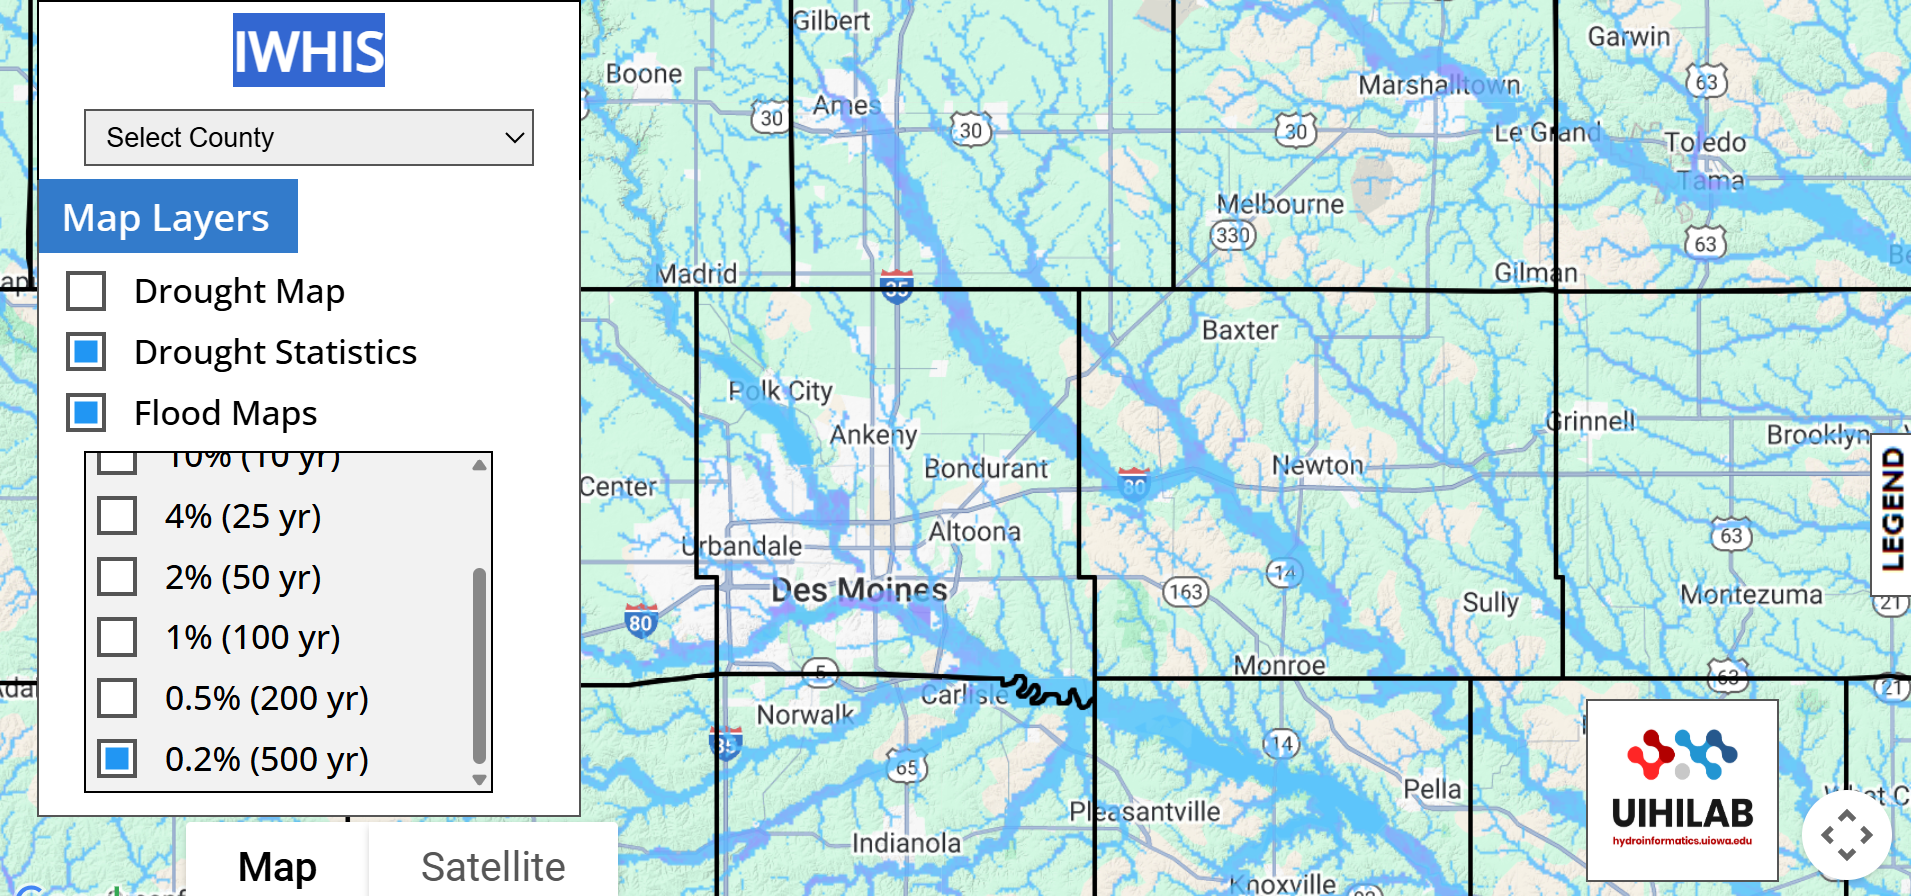 IWHIS
Select County
Map Layers
Drought Map
Drought Statistics
Flood Maps
10% (10 yr)
4% (25 yr)
2% (50 yr)
1% (100 yr)
0.5% (200 yr)
0.2% (500 yr)
Map
Satellite
Gilbert
Garwin
Boone
Marshalltown
63
Ames
30
30
30
Le Grand
Toledo
Tama
Melbourne
330
63
Madrid
Gilman
35
Baxter
Polk City
Grinnell
Ankeny
Brooklyn
Bondurant
Newton
Center
80
LEGEND
Altoona
63
Urbandale
14
Des Moines
163
Sully
Montezuma
21
80
Monroe
5
63
21
Carlisle
Norwalk
35
14
65
Pella
Pleasantville
UIHILAB
hydroinformatics.uiowa.edu
Indianola
Knoxville